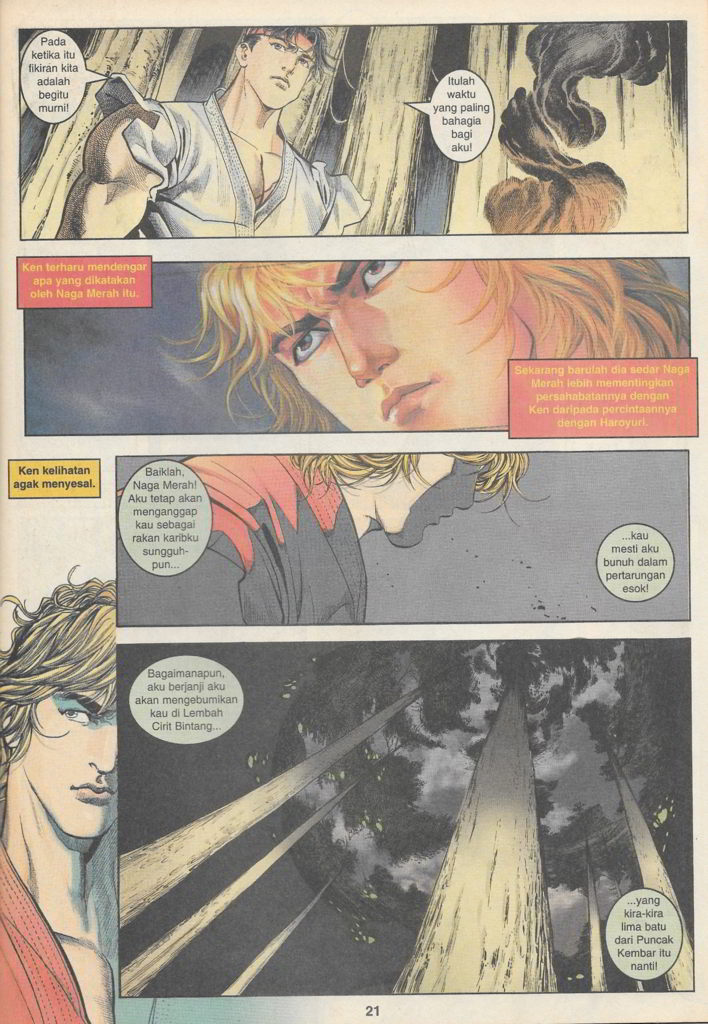 Pada
ketika itu
fikiran kita
adalah
begitu
murni!
Itulah
waktu
yang paling
bahagia
bagi
aku!
Ken terharu mendengar
apa yang dikatakan
oleh Naga Merah itu.
Sekarang barulah dia sedar Naga
Merah lebih mementingkan
persahabatannya dengan
Ken daripada percintaannya
dengan Haroyuri.
Ken kelihatan
agak menyesal.
Baiklah,
Naga Merah!
Aku tetap akan
menganggap
kau sebagai
rakan karibku
sungguh-
pun...
...kau
mesti aku
bunuh dalam
pertarungan
esok!
Bagaimanapun,
aku berjanji aku
akan mengebumikan
kau di Lembah
Cirit Bintang...
...yang
kira-kira
lima batu
dari Puncak
Kembar itu
nanti!
21